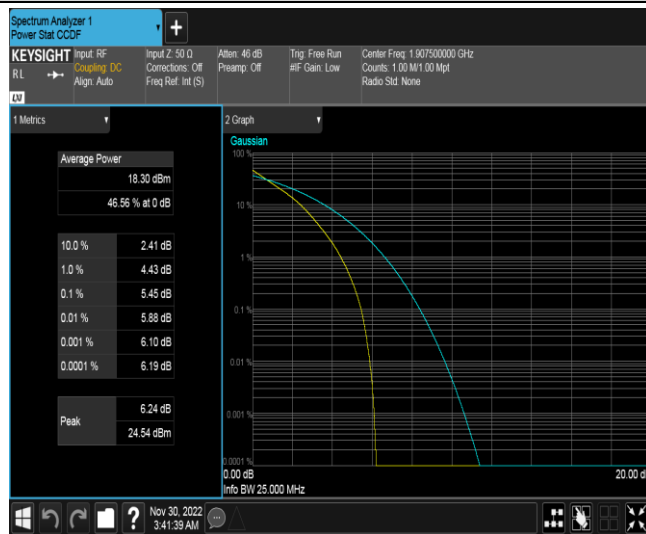 Spectrum Analyzer 1
Power Stat CCDF
+
KEYSIGHT
RL
Input: RF
Coupling: DC
Align: Auto
Input Z: 50 Ω
Corrections: Off
Freq Ref: Int (S)
Atten: 46 dB
Preamp: Off
Trig: Free Run
#IF Gain: Low
Center Freq: 1.907500000 GHz
Counts: 1.00 M/1.00 Mpt
Radio Std: None
1 Metrics
Average Power
18.30 dBm
46.56 % at 0 dB
10.0 % 2.41 dB
1.0 % 4.43 dB
0.1 % 5.45 dB
0.01 % 5.88 dB
0.001 % 6.10 dB
0.0001 % 6.19 dB
Peak
6.24 dB
24.54 dBm
2 Graph
Gaussian
100 %
10 %
1 %
0.1 %
0.01 %
0.001 %
0.0001 %
0.00 dB
20.00 d
Info BW 25.000 MHz
?
Nov 30, 2022
3:41:39 AM